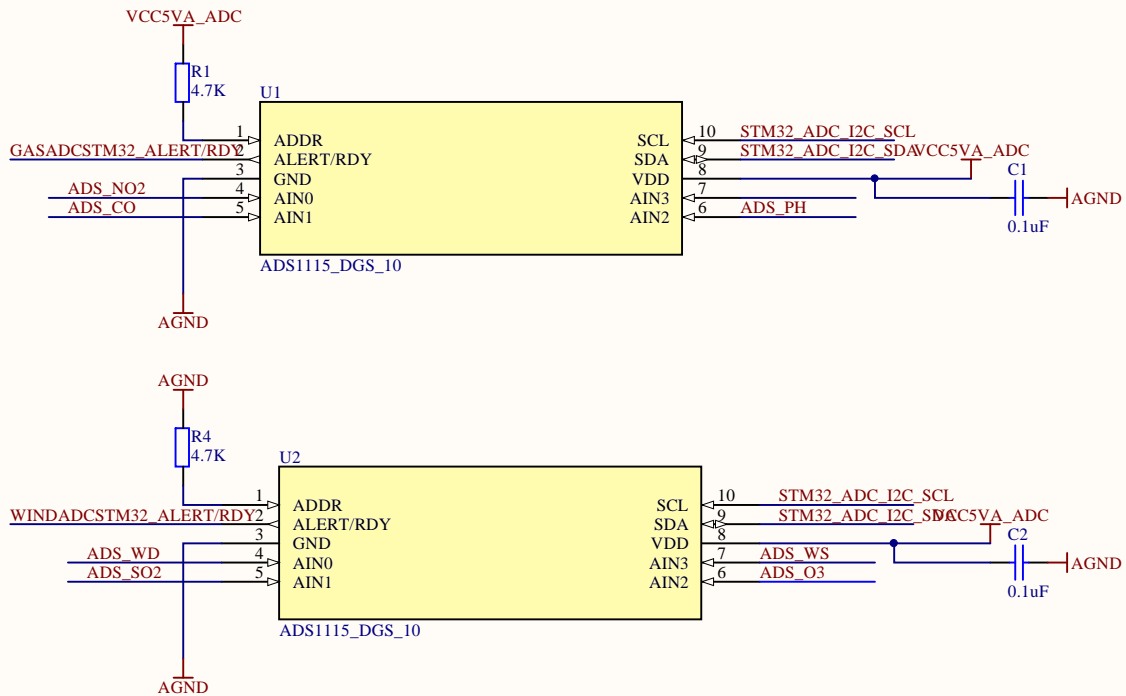 VCC5VA_ADC
R1
4.7K
U1
1 ADDR
GASADCSTM32_ALERT/RDY 2 ALERT/RDY
3 GND
ADS_NO2 4 AIN0
ADS_CO 5 AIN1
SCL 10 STM32_ADC_I2C_SCL
SDA 9 STM32_ADC_I2C_SDA VCC5VA_ADC
VDD 8
AIN3 7
AIN2 6 ADS_PH
C1
0.1uF
AGND
ADS1115_DGS_10
AGND
AGND
R4
4.7K
U2
1 ADDR
WINDADCSTM32_ALERT/RDY 2 ALERT/RDY
3 GND
ADS_WD 4 AIN0
ADS_SO2 5 AIN1
SCL 10 STM32_ADC_I2C_SCL
SDA 9 STM32_ADC_I2C_SDA VCC5VA_ADC
VDD 8
AIN3 7 ADS_WS
AIN2 6 ADS_O3
C2
0.1uF
AGND
ADS1115_DGS_10
AGND